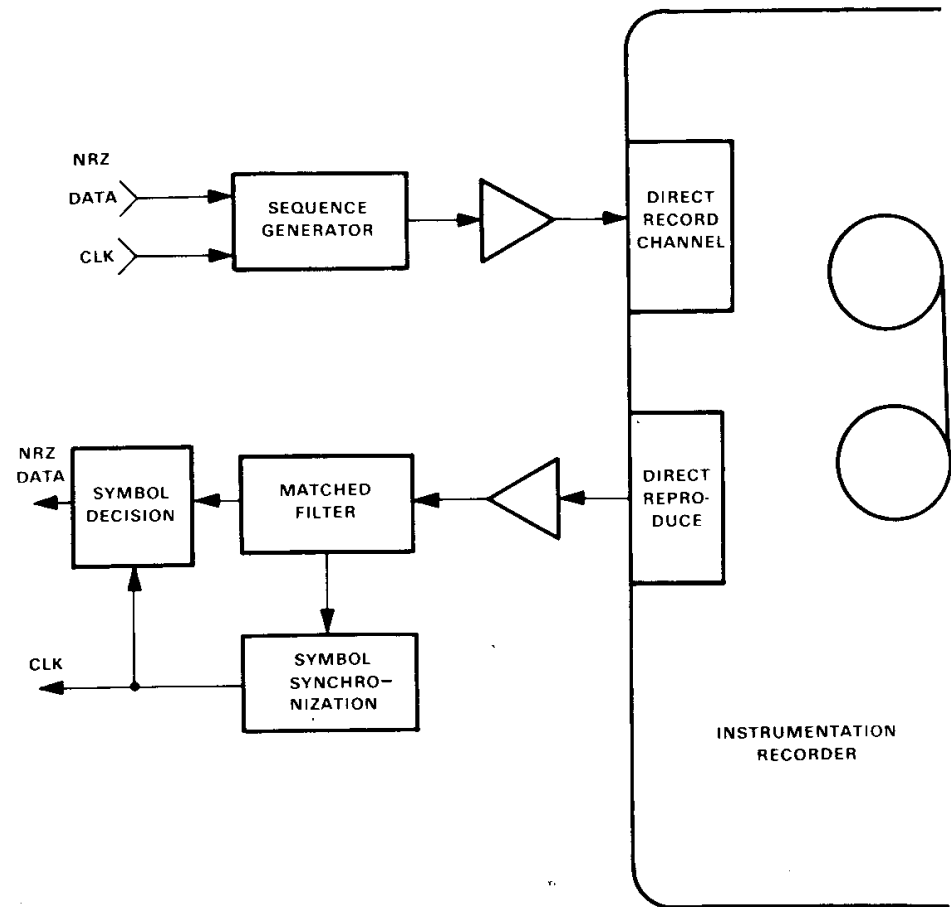 NRZ
DATA
CLK
SEQUENCE
GENERATOR
DIRECT
RECORD
CHANNEL
NRZ
DATA
SYMBOL
DECISION
MATCHED
FILTER
DIRECT
REPRO-
DUCE
CLK
SYMBOL
SYNCHRO-
NIZATION
INSTRUMENTATION
RECORDER